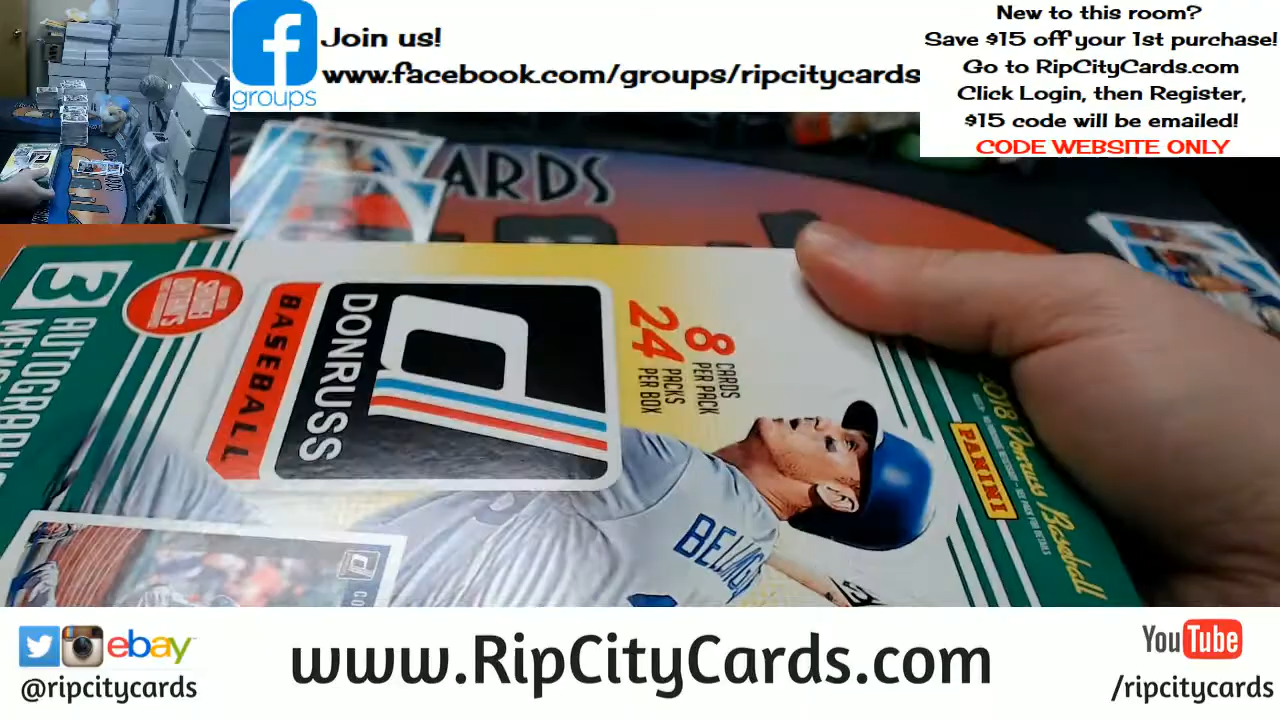 Join us!
www.facebook.com/groups/ripcitycards
f
groups
New to this room?
Save $15 off your 1st purchase!
Go to RipCityCards.com
Click Login, then Register,
$15 code will be emailed!
CODE WEBSITE ONLY
ARDS
3
AUTOGRAPH
MEMO
BASEBALL
DONRUSS
8
CARDS
PER PACK
24
PACKS
PER BOX
2018 Donruss Baseball
PANINI
BELLING
ebay
@ripcitycards
www.RipCityCards.com
YouTube
/ripcitycards